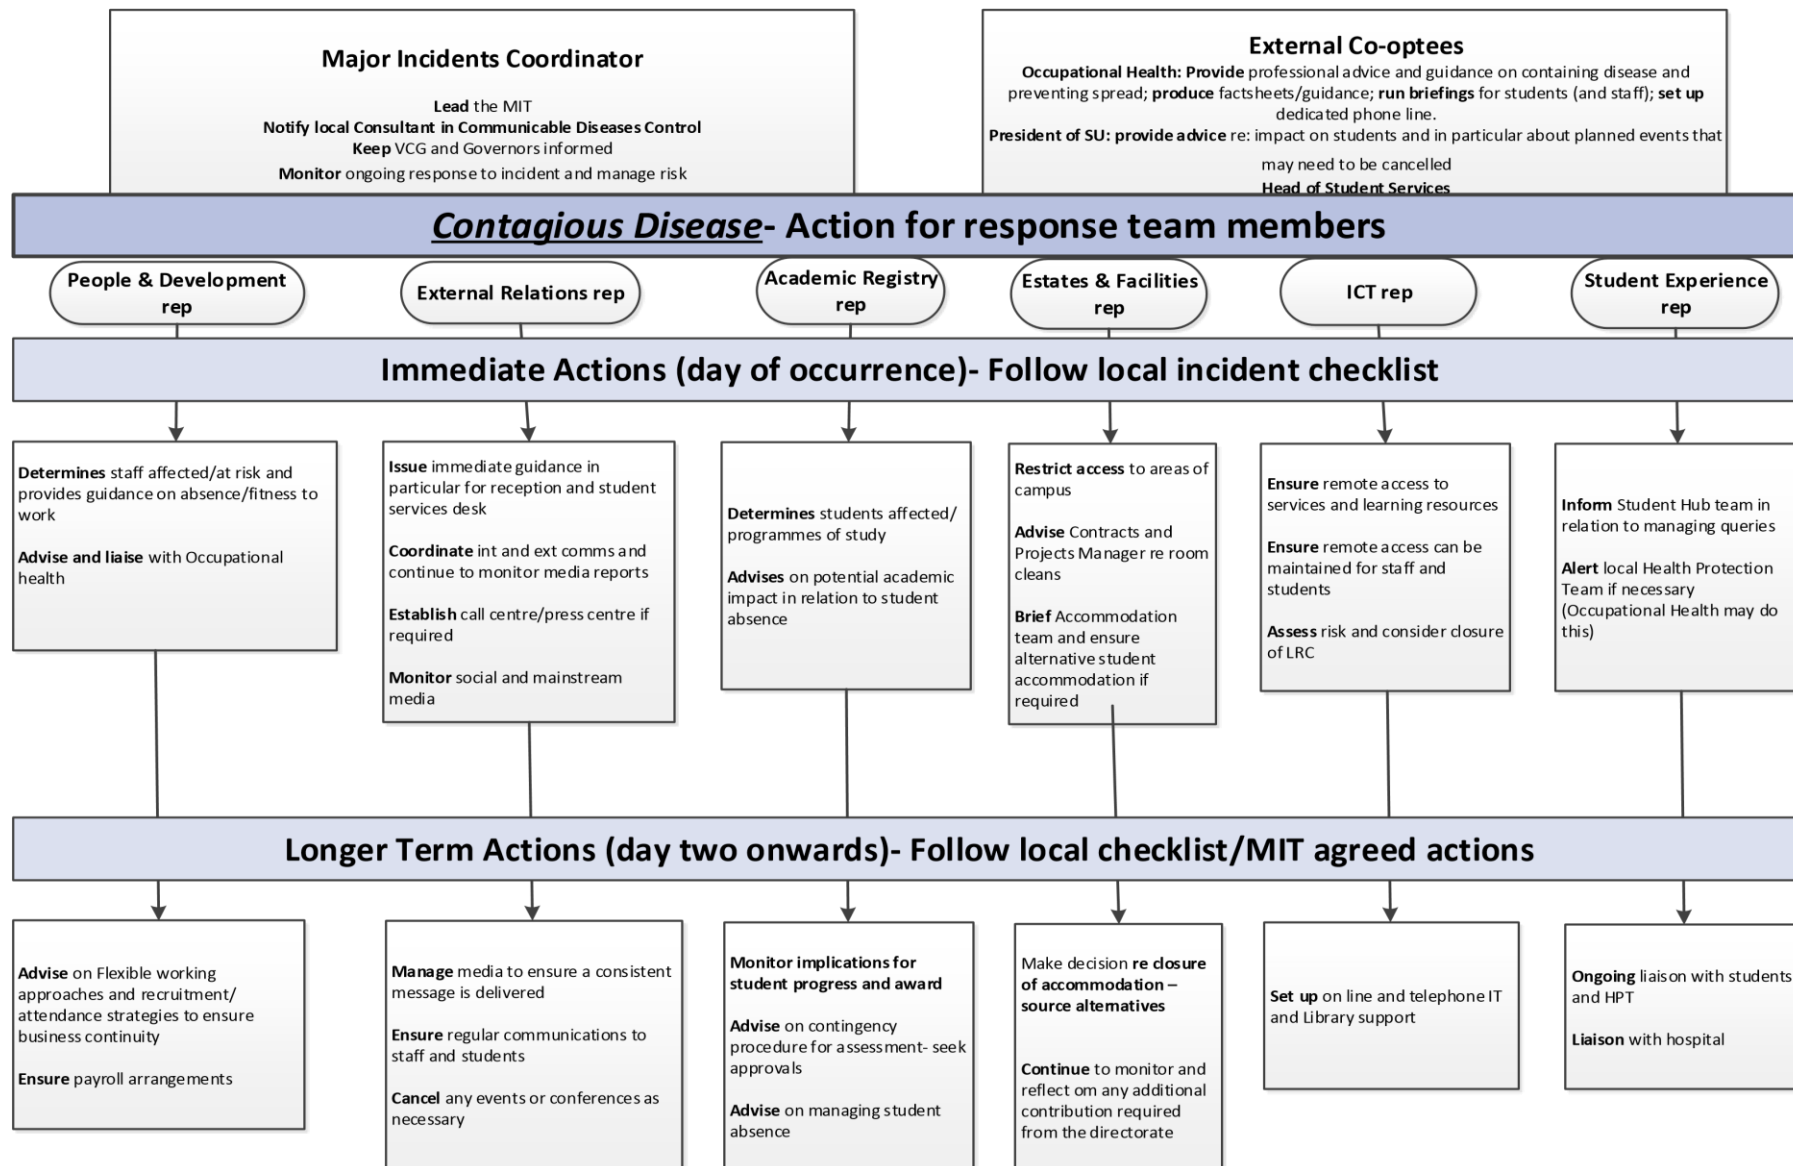 Major Incidents Coordinator
Lead the MIT
Notify local Consultant in Communicable Diseases Control
Keep VCG and Governors informed
Monitor ongoing response to incident and manage risk
External Co-optees
Occupational Health: Provide professional advice and guidance on containing disease and
preventing spread; produce factsheets/guidance; run briefings for students (and staff); set up
dedicated phone line.
President of SU: provide advice re: impact on students and in particular about planned events that
may need to be cancelled
Head of Student Services
Contagious Disease- Action for response team members
People & Development
rep
External Relations rep
Academic Registry
rep
Estates & Facilities
rep
ICT rep
Student Experience
rep
Immediate Actions (day of occurrence)- Follow local incident checklist
Determines staff affected/at risk and
provides guidance on absence/fitness to
work
Advise and liaise with Occupational
health
Issue immediate guidance in
particular for reception and student
services desk
Coordinate int and ext comms and
continue to monitor media reports
Establish call centre/press centre if
required
Monitor social and mainstream
media
Determines students affected/
programmes of study
Advises on potential academic
impact in relation to student
absence
Restrict access to areas of
campus
Advise Contracts and
Projects Manager re room
cleans
Brief Accommodation
team and ensure
alternative student
accommodation if
required
Ensure remote access to
services and learning resources
Ensure remote access can be
maintained for staff and
students
Assess risk and consider closure
of LRC
Inform Student Hub team in
relation to managing queries
Alert local Health Protection
Team if necessary
(Occupational Health may do
this)
Longer Term Actions (day two onwards)- Follow local checklist/MIT agreed actions
Advise on Flexible working
approaches and recruitment/
attendance strategies to ensure
business continuity
Ensure payroll arrangements
Manage media to ensure a consistent
message is delivered
Ensure regular communications to
staff and students
Cancel any events or conferences as
necessary
Monitor implications for
student progress and award
Advise on contingency
procedure for assessment- seek
approvals
Advise on managing student
absence
Make decision re closure
of accommodation –
source alternatives
Continue to monitor and
reflect om any additional
contribution required
from the directorate
Set up on line and telephone IT
and Library support
Ongoing liaison with students
and HPT
Liaison with hospital